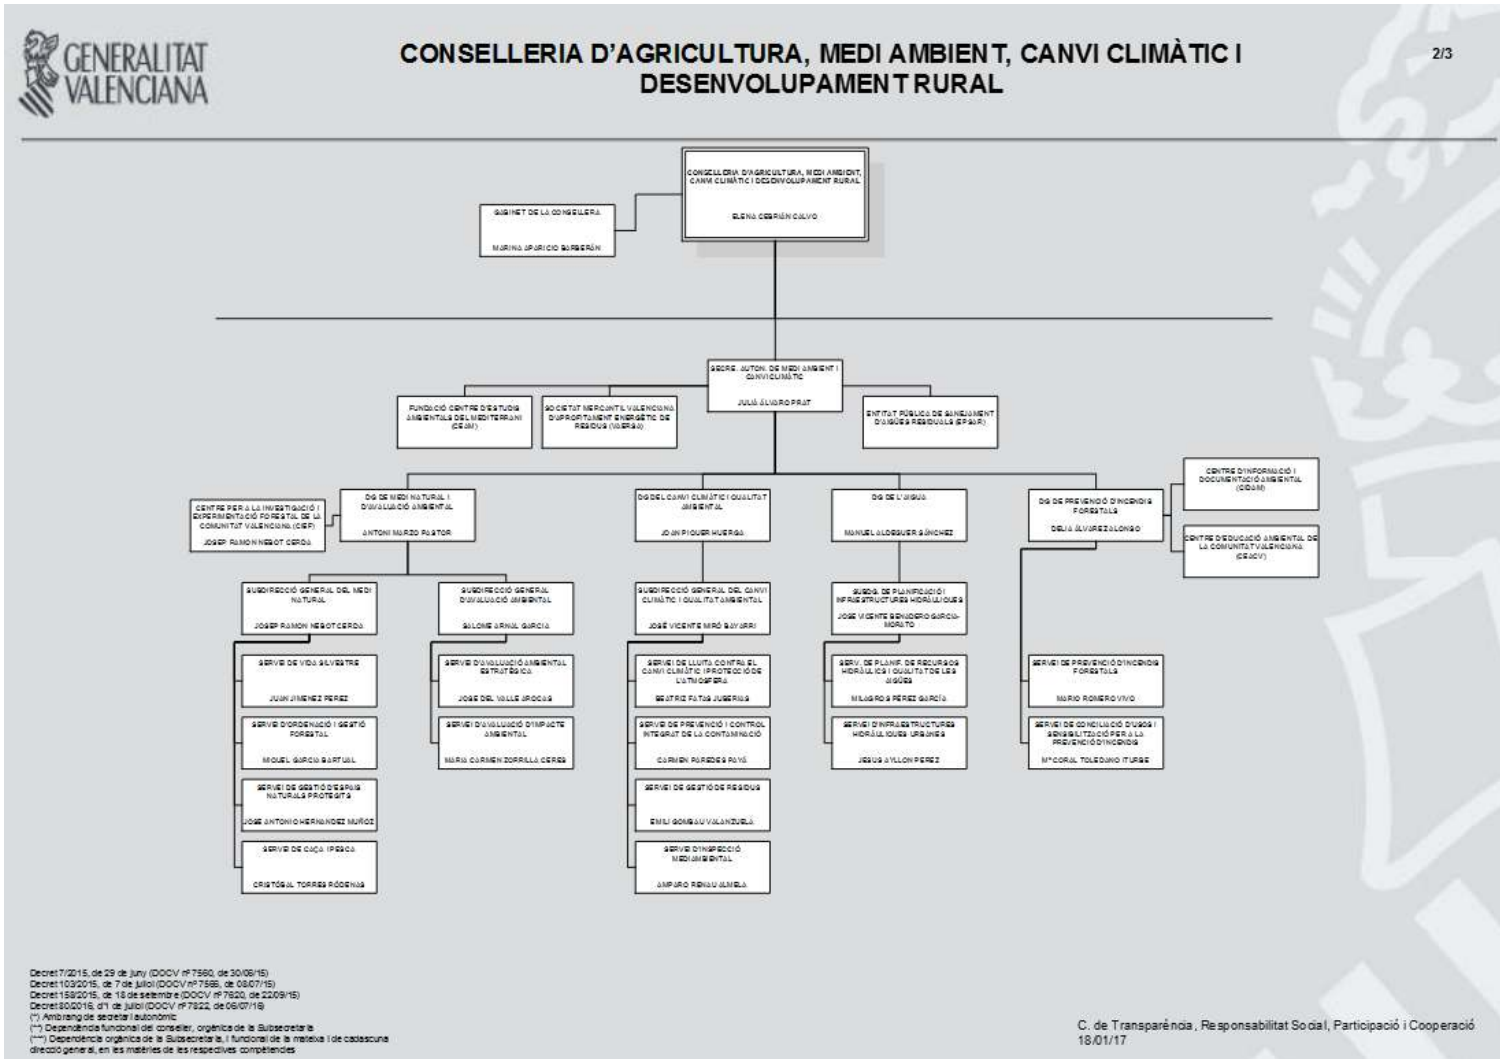 GENERALITAT
VALENCIANA
CONSELLERIA D'AGRICULTURA, MEDI AMBIENT, CANVI CLIMÀTIC I
DESENVOLUPAMENT RURAL
2/3
CONSELLERIA D'AGRICULTURA, MEDI AMBIENT,
CANVI CLIMÀTIC I DESENVOLUPAMENT RURAL
ELENA CEBRIÁN CALVO
GABINET DE LA CONSELLERA
MARINA APARICIO BARBERÁN
SECRE. AUTON. DE MEDI AMBIENT I
CANVI CLIMÀTIC
JULIÀ ÁLVARO PRAT
FUNDACIÓ CENTRE D'ESTUDIS
AMBIENTALS DEL MEDITERRANI
(CEAM)
SOCIETAT MERCANTIL VALENCIANA
D'APROFITAMENT ENERGÈTIC DE
RESIDUS (VAERSA)
ENTITAT PÚBLICA DE SANEJAMENT
D'AIGÜES RESIDUALS (EPSAR)
CENTRE PER A LA INVESTIGACIÓ I
EXPERIMENTACIÓ FORESTAL DE LA
COMUNITAT VALENCIANA (CIEF)
JOSEP RAMON NEBOT CERDA
DG DE MEDI NATURAL I
D'AVALUACIÓ AMBIENTAL
ANTONI MARZO PASTOR
DG DEL CANVI CLIMÀTIC I QUALITAT
AMBIENTAL
JOAN PIQUER HUERGA
DG DE L'AIGUA
MANUEL ALDEGUER SÁNCHEZ
DG DE PREVENCIÓ D'INCENDIS
FORESTALS
DELIA ÁLVAREZ ALONSO
CENTRE D'INFORMACIÓ I
DOCUMENTACIÓ AMBIENTAL
(CIDAM)
CENTRE D'EDUCACIÓ AMBIENTAL DE
LA COMUNITAT VALENCIANA
(CEACV)
SUBDIRECCIÓ GENERAL DEL MEDI
NATURAL
JOSEP RAMON NEBOT CERDA
SUBDIRECCIÓ GENERAL
D'AVALUACIÓ AMBIENTAL
SALOME ARNAL GARCIA
SUBDIRECCIÓ GENERAL DEL CANVI
CLIMÀTIC I QUALITAT AMBIENTAL
JOSÉ VICENTE MIRÓ BAYARRI
SUBDG. DE PLANIFICACIÓ I
INFRAESTRUCTURES HIDRÀULIQUES
JOSÉ VICENTE BENADERO GARCIA-
MORATO
SERVEI DE VIDA SILVESTRE
JUAN JIMENEZ PEREZ
SERVEI D'AVALUACIÓ AMBIENTAL
ESTRATÈGICA
JOSE DEL VALLE AROCAS
SERVEI DE LLUITA CONTRA EL
CANVI CLIMÀTIC I PROTECCIÓ DE
L'ATMOSFERA
BEATRIZ FATAS JUBERIAS
SERV. DE PLANIF. DE RECURSOS
HIDRÀULICS I QUALITAT DE LES
AIGÜES
MILAGROS PÉREZ GARCÍA
SERVEI DE PREVENCIÓ D'INCENDIS
FORESTALS
MARIO ROMERO VIVO
SERVEI D'ORDENACIÓ I GESTIÓ
FORESTAL
MIQUEL GARCIA BARTUAL
SERVEI D'AVALUACIÓ D'IMPACTE
AMBIENTAL
MARIA CARMEN ZORRILLA CERES
SERVEI DE PREVENCIÓ I CONTROL
INTEGRAT DE LA CONTAMINACIÓ
CARMEN PAREDES PAYÁ
SERVEI D'INFRAESTRUCTURES
HIDRÀULIQUES URBANES
JESUS AYLLON PEREZ
SERVEI DE CONCILIACIÓ D'USOS I
SENSIBILITZACIÓ PER A LA
PREVENCIÓ D'INCENDIS
Mª CORAL TOLEDANO ITURBE
SERVEI DE GESTIÓ D'ESPAIS
NATURALS PROTEGITS
JOSE ANTONIO HERNANDEZ MUÑOZ
SERVEI DE GESTIÓ DE RESIDUS
EMILI GOMBAU VALANZUELA
SERVEI DE CAÇA I PESCA
CRISTÓBAL TORRES RÓDENAS
SERVEI D'INSPECCIÓ
MEDIAMBIENTAL
AMPARO RENAU ALMELA
Decret 7/2015, de 29 de juny (DOCV nº 7560, de 30/06/15)
Decret 103/2015, de 7 de juliol (DOCV nº 7566, de 08/07/15)
Decret 158/2015, de 18 de setembre (DOCV nº 7620, de 22/09/15)
Decret 80/2016, d'1 de juliol (DOCV nº 7822, de 06/07/16)
(*) Amb rang de secretari autonòmic
(**) Dependència funcional del conseller, orgànica de la Subsecretaria
(***) Dependència orgànica de la Subsecretaria, i funcional de la mateixa i de cadascuna
direcció general, en les matèries de les respectives competències
C. de Transparència, Responsabilitat Social, Participació i Cooperació
18/01/17